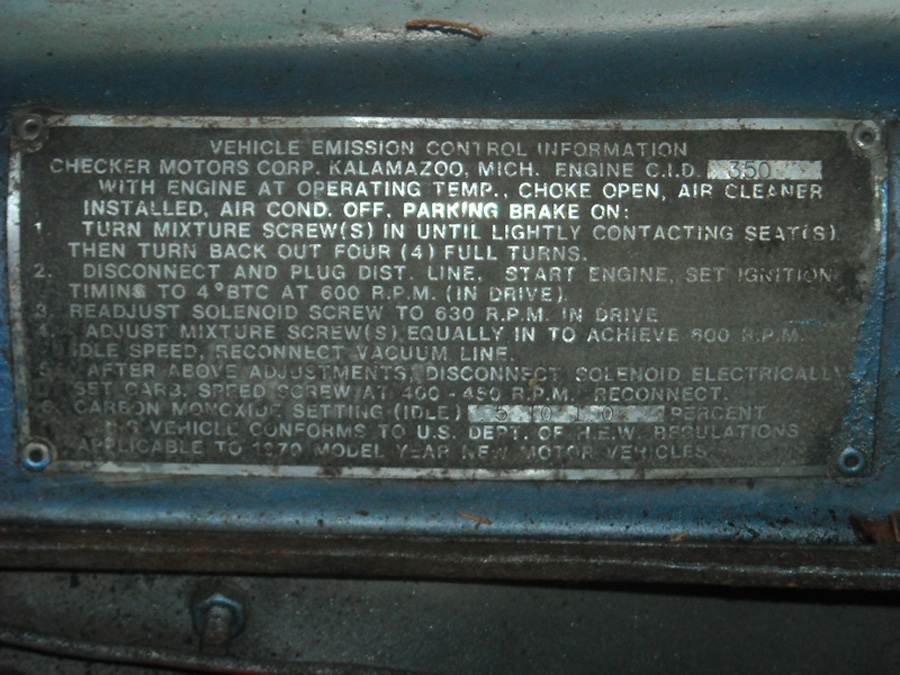 VEHICLE EMISSION CONTROL INFORMATION
CHECKER MOTORS CORP. KALAMAZOO, MICH. ENGINE C.I.D. 350
WITH ENGINE AT OPERATING TEMP., CHOKE OPEN, AIR CLEANER
INSTALLED, AIR COND. OFF, PARKING BRAKE ON:
1. TURN MIXTURE SCREW(S) IN UNTIL LIGHTLY CONTACTING SEAT(S)
THEN TURN BACK OUT FOUR (4) FULL TURNS.
2. DISCONNECT AND PLUG DIST. LINE, START ENGINE, SET IGNITION
TIMING TO 4°BTC AT 600 R.P.M. (IN DRIVE).
3. READJUST SOLENOID SCREW TO 630 R.P.M. IN DRIVE
4. ADJUST MIXTURE SCREW(S) EQUALLY IN TO ACHIEVE 600 R.P.M.
IDLE SPEED, RECONNECT VACUUM LINE.
5. AFTER ABOVE ADJUSTMENTS, DISCONNECT SOLENOID ELECTRICALLY
SET CARB. SPEED SCREW AT 400 - 450 R.P.M. RECONNECT.
6. CARBON MONOXIDE SETTING (IDLE) PERCENT
THIS VEHICLE CONFORMS TO U.S. DEPT. OF H.E.W. REGULATIONS
APPLICABLE TO 1970 MODEL YEAR NEW MOTOR VEHICLES